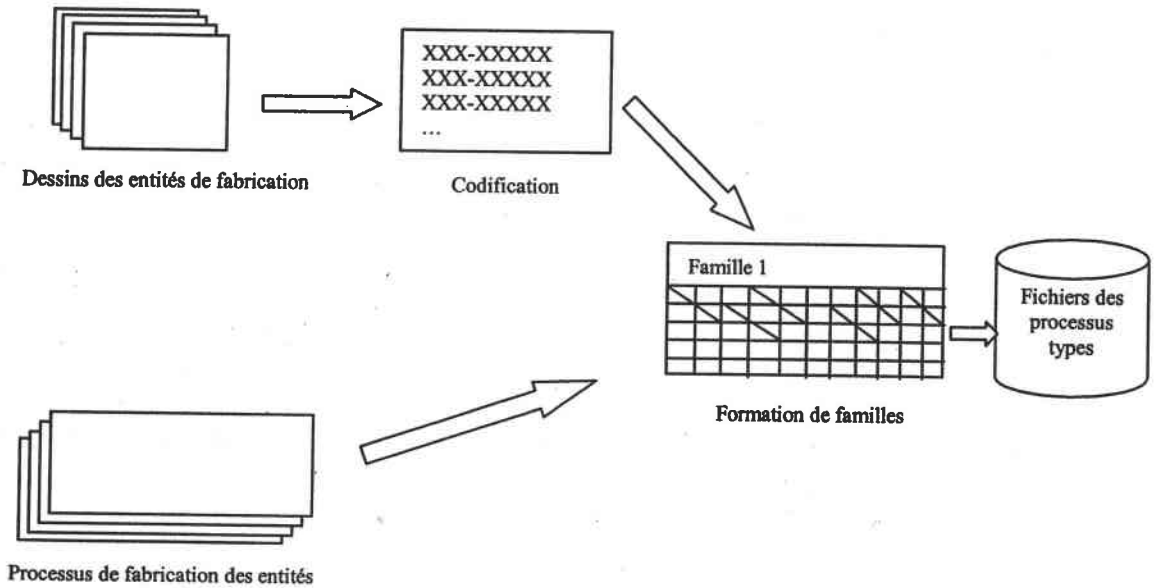 XXX-XXXXX
XXX-XXXXX
XXX-XXXXX
...
Dessins des entités de fabrication
Codification
Famille 1
Fichiers des
processus
types
Formation de familles
Processus de fabrication des entités